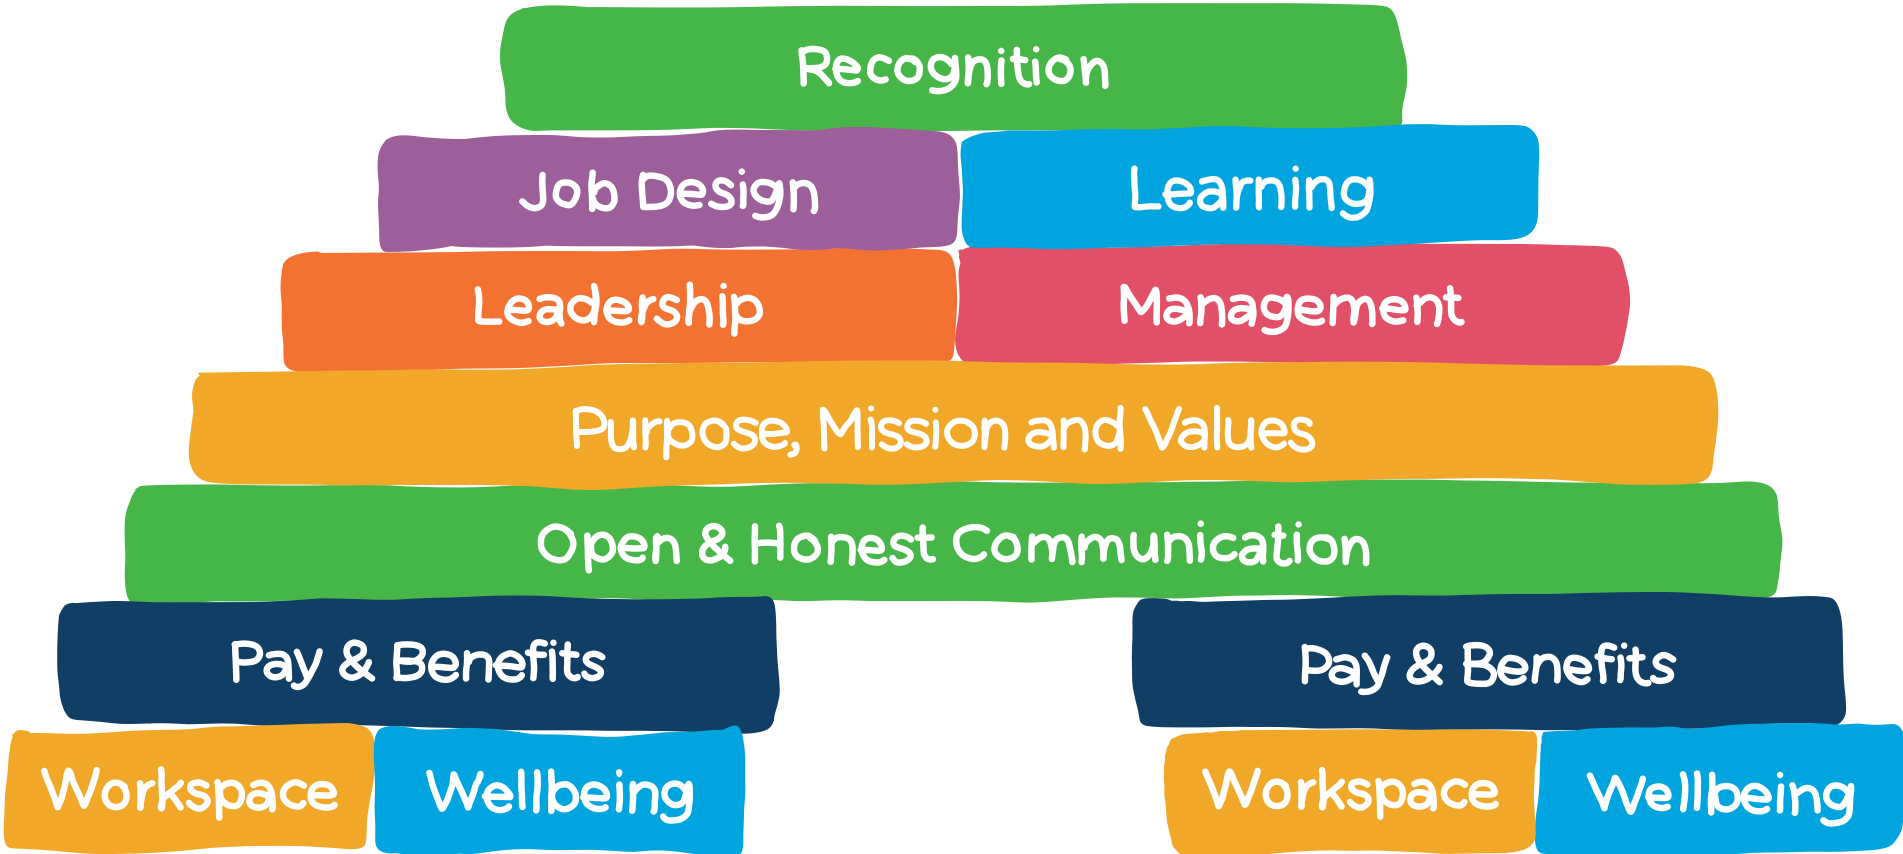 Recognition
Job Design
Learning
Leadership
Management
Purpose, Mission and Values
Open & Honest Communication
Pay & Benefits
Pay & Benefits
Workspace
Wellbeing
Workspace
Wellbeing